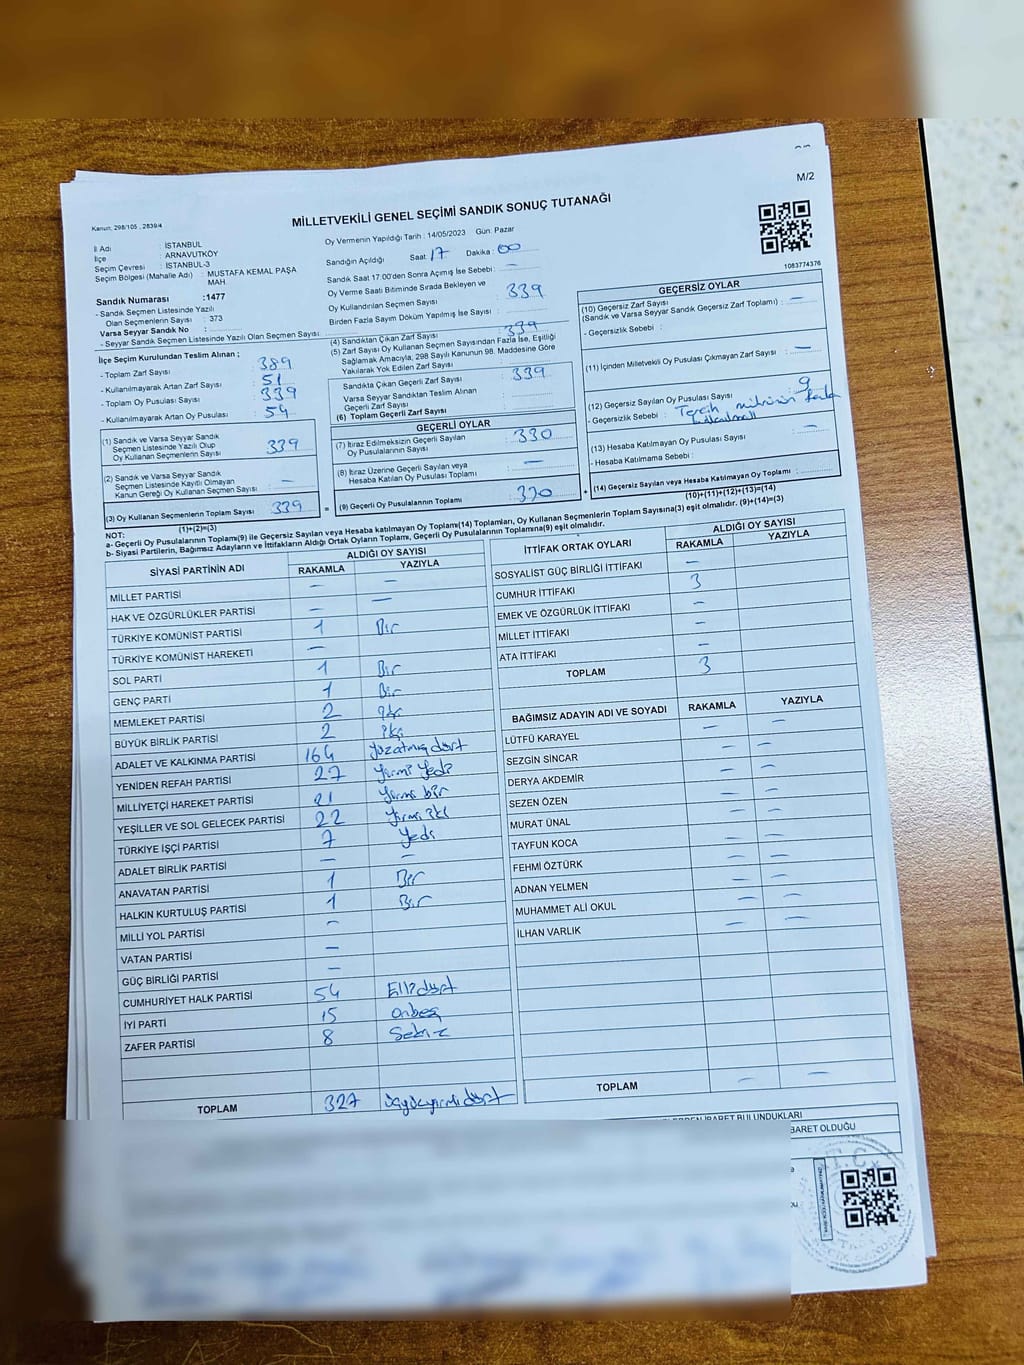 M/2
MİLLETVEKİLİ GENEL SEÇİMİ SANDIK SONUÇ TUTANAĞI
Kanun; 298/105 , 2839/4
İl Adı : İSTANBUL
İlçe : ARNAVUTKÖY
Seçim Çevresi : İSTANBUL-3
Seçim Bölgesi (Mahalle Adı) : MUSTAFA KEMAL PAŞA
MAH
Sandık Numarası :1477
- Sandık Seçmen Listesinde Yazılı
Olan Seçmenlerin Sayısı : 373
Varsa Seyyar Sandık No :
- Seyyar Sandık Seçmen Listesinde Yazılı Olan Seçmen Sayısı :
Oy Vermenin Yapıldığı Tarih : 14/05/2023 Gün: Pazar
Sandığın Açıldığı Saat : 17 Dakika : 00
Sandık Saat 17:00'den Sonra Açımış İse Sebebi : –
Oy Verme Saati Bitiminde Sırada Bekleyen ve
Oy Kullandırılan Seçmen Sayısı : 339
Birden Fazla Sayım Döküm Yapılmış İse Sayısı :
1083774376
İlçe Seçim Kurulundan Teslim Alınan ;
- Toplam Zarf Sayısı : 389
- Kullanılmayarak Artan Zarf Sayısı : 51
- Toplam Oy Pusulası Sayısı : 339
- Kullanılmayarak Artan Oy Pusulası : 54
(1) Sandık ve Varsa Seyyar Sandık
Seçmen Listesinde Yazılı Olup
Oy Kullanan Seçmenlerin Sayısı : 339
(2) Sandık ve Varsa Seyyar Sandık
Seçmen Listesinde Kayıtlı Olmayan
Kanun Gereği Oy Kullanan Seçmen Sayısı : –
(3) Oy Kullanan Seçmenlerin Toplam Sayısı : 339
(1)+(2)=(3)
(4) Sandıktan Çıkan Zarf Sayısı : 339
(5) Zarf Sayısı Oy Kullanan Seçmen Sayısından Fazla İse, Eşitliği
Sağlamak Amacıyla, 298 Sayılı Kanunun 98. Maddesine Göre
Yakılarak Yok Edilen Zarf Sayısı :
Sandıkta Çıkan Geçerli Zarf Sayısı : 339
Varsa Seyyar Sandıktan Teslim Alınan
Geçerli Zarf Sayısı :
(6) Toplam Geçerli Zarf Sayısı :
GEÇERLİ OYLAR
(7) İtiraz Edilmeksizin Geçerli Sayılan
Oy Pusulalarının Sayısı : 330
(8) İtiraz Üzerine Geçerli Sayılan veya
Hesaba Katılan Oy Pusulası Toplamı : –
(9) Geçerli Oy Pusulalarının Toplamı : 330
GEÇERSİZ OYLAR
(10) Geçersiz Zarf Sayısı
(Sandık ve Varsa Seyyar Sandık Geçersiz Zarf Toplamı) : –
- Geçersizlik Sebebi :
(11) İçinden Milletvekili Oy Pusulası Çıkmayan Zarf Sayısı : –
(12) Geçersiz Oy Pusulası Sayısı : 9
- Geçersizlik Sebebi : Tercih mührünün fazla
(13) Hesaba Katılmayan Oy Pusulası Sayısı : –
- Hesaba Katılmama Sebebi :
(14) Geçersiz Sayılan veya Hesaba Katılmayan Oy Toplamı :
(10)+(11)+(12)+(13)=(14)
NOT:
a- Geçerli Oy Pusulalarının Toplamı(9) ile Geçersiz Sayılan veya Hesaba katılmayan Oy Toplamı(14) Toplamları, Oy Kullanan Seçmenlerin Toplam Sayısına(3) eşit olmalıdır. (9)+(14)=(3)
b- Siyasi Partilerin, Bağımsız Adayların ve İttifakların Aldığı Ortak Oyların Toplamı, Geçerli Oy Pusulalarının Toplamına(9) eşit olmalıdır.
SİYASİ PARTİNİN ADI ALDIĞI OY SAYISI
RAKAMLA YAZIYLA
MİLLET PARTİSİ – –
HAK VE ÖZGÜRLÜKLER PARTİSİ – –
TÜRKİYE KOMÜNİST PARTİSİ 1 Bir
TÜRKİYE KOMÜNİST HAREKETİ –
SOL PARTİ 1 Bir
GENÇ PARTİ 1 Bir
MEMLEKET PARTİSİ 2 iki
BÜYÜK BİRLİK PARTİSİ 2 iki
ADALET VE KALKINMA PARTİSİ 164 yüzatmışdört
YENİDEN REFAH PARTİSİ 27 yirmi yedi
MİLLİYETÇİ HAREKET PARTİSİ 21 yirmi bir
YEŞİLLER VE SOL GELECEK PARTİSİ 22 yirmi iki
TÜRKİYE İŞÇİ PARTİSİ 7 yedi
ADALET BİRLİK PARTİSİ – –
ANAVATAN PARTİSİ 1 Bir
HALKIN KURTULUŞ PARTİSİ 1 Bir
MİLLİ YOL PARTİSİ –
VATAN PARTİSİ –
GÜÇ BİRLİĞİ PARTİSİ –
CUMHURİYET HALK PARTİSİ 54 Ellidört
İYİ PARTİ 15 onbeş
ZAFER PARTİSİ 8 Sekiz
TOPLAM 327 üçyüzyirmidört
İTTİFAK ORTAK OYLARI ALDIĞI OY SAYISI
RAKAMLA YAZIYLA
SOSYALİST GÜÇ BİRLİĞİ İTTİFAKI –
CUMHUR İTTİFAKI 3
EMEK VE ÖZGÜRLÜK İTTİFAKI –
MİLLET İTTİFAKI –
ATA İTTİFAKI –
TOPLAM 3
BAĞIMSIZ ADAYIN ADI VE SOYADI RAKAMLA YAZIYLA
LÜTFÜ KARAYEL – –
SEZGİN SİNCAR – –
DERYA AKDEMİR – –
SEZEN ÖZEN – –
MURAT ÜNAL – –
TAYFUN KOCA – –
FEHMİ ÖZTÜRK – –
ADNAN YELMEN – –
MUHAMMET ALİ OKUL – –
İLHAN VARLIK – –
TOPLAM – –
İBARET BULUNDUKLARI
BARET OLDUĞU
T.C.